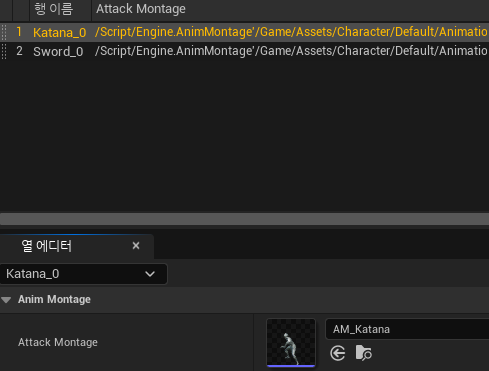 행 이름 Attack Montage
1 Katana_0 /Script/Engine.AnimMontage'/Game/Assets/Character/Default/Animatio
2 Sword_0 /Script/Engine.AnimMontage'/Game/Assets/Character/Default/Animatio
열 에디터 ×
Katana_0
Anim Montage
Attack Montage AM_Katana